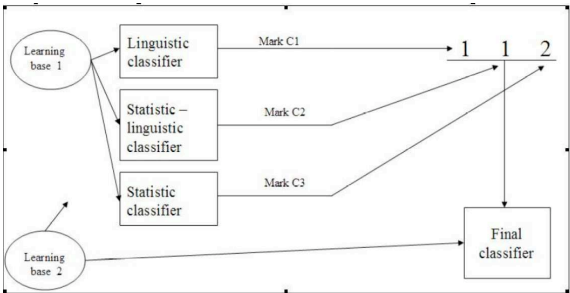 Learning
base 1
Linguistic
classifier
Mark C1
1 1 2
Statistic –
linguistic
classifier
Mark C2
Statistic
classifier
Mark C3
Learning
base 2
Final
classifier